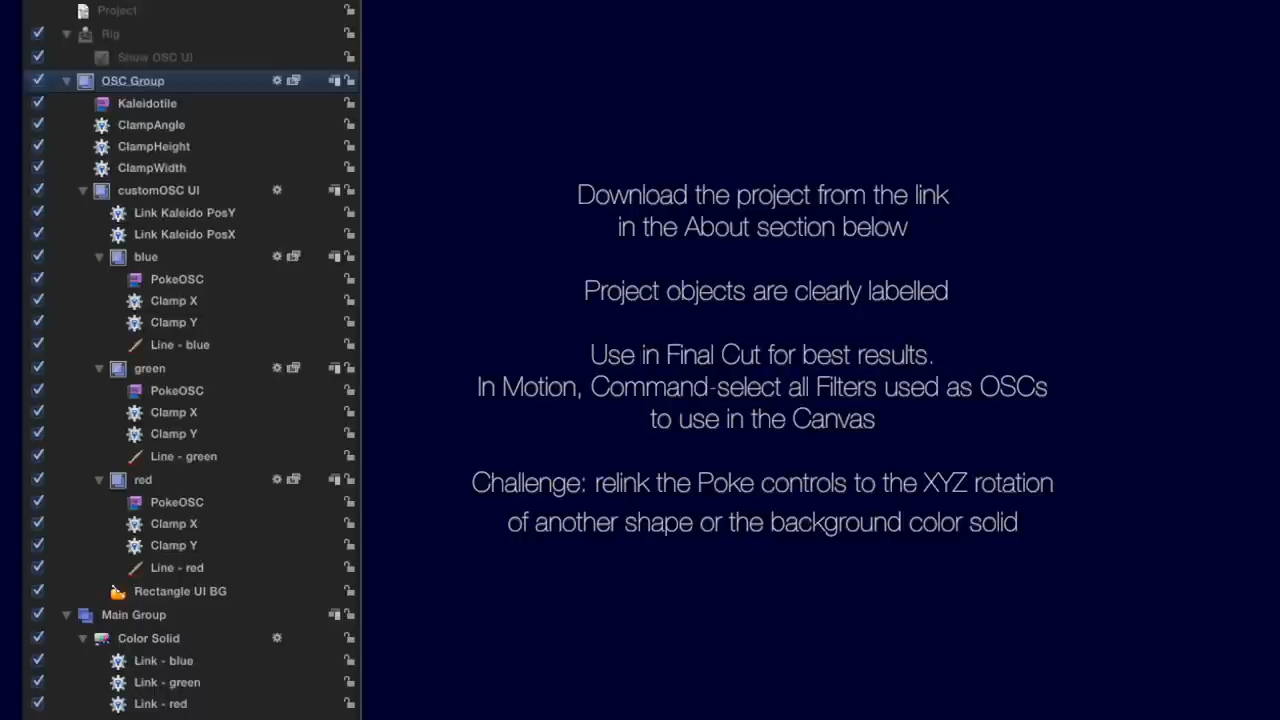 Project
Rig
Show OSC UI
OSC Group
Kaleidotile
ClampAngle
ClampHeight
ClampWidth
customOSC UI
Link Kaleido PosY
Link Kaleido PosX
blue
PokeOSC
Clamp X
Clamp Y
Line - blue
green
PokeOSC
Clamp X
Clamp Y
Line - green
red
PokeOSC
Clamp X
Clamp Y
Line - red
Rectangle UI BG
Main Group
Color Solid
Link - blue
Link - green
Link - red
Download the project from the link
in the About section below
Project objects are clearly labelled
Use in Final Cut for best results.
In Motion, Command-select all Filters used as OSCs
to use in the Canvas
Challenge: relink the Poke controls to the XYZ rotation
of another shape or the background color solid